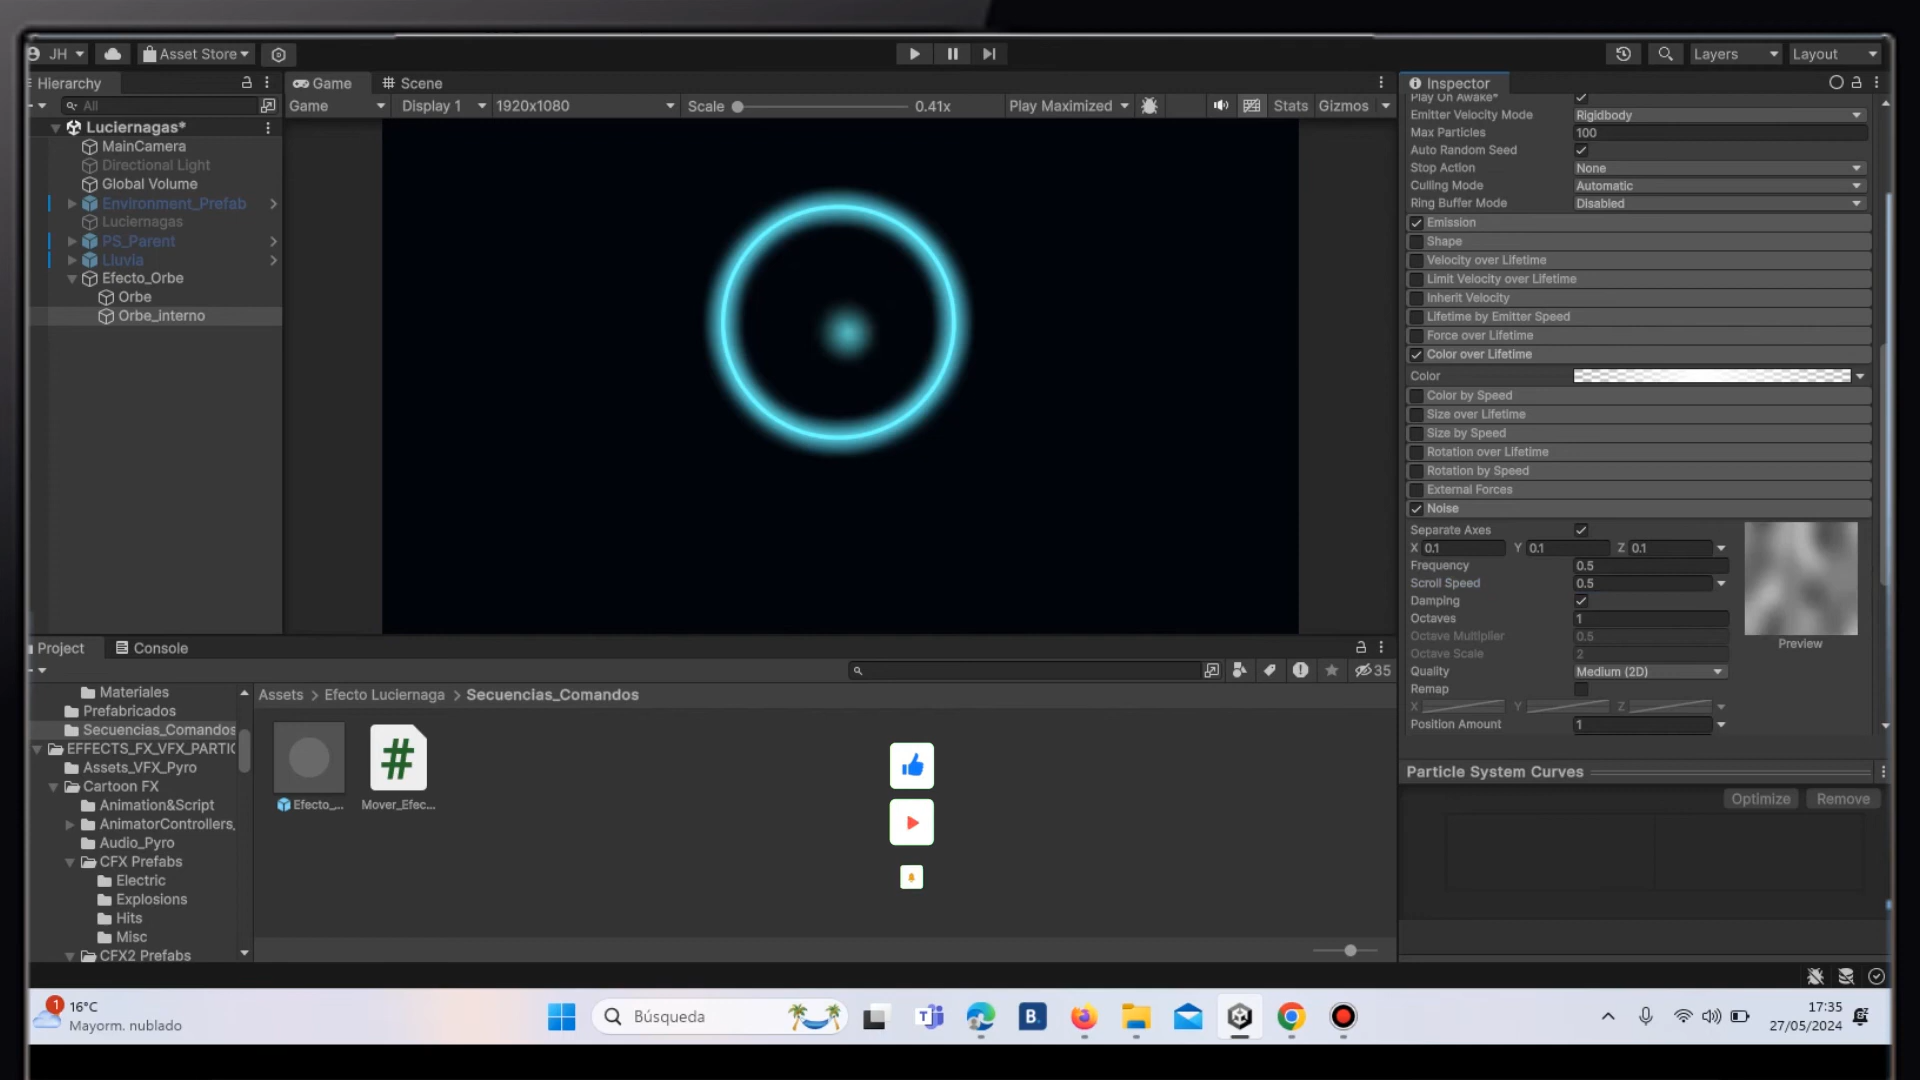 JH Asset Store Layers Layout
Hierarchy Game Scene Inspector
All Game Display 1 1920x1080 Scale 0.41x Play Maximized Stats Gizmos
Luciernagas*
MainCamera
Directional Light
Global Volume
Environment_Prefab
Luciernagas
PS_Parent
Lluvia
Efecto_Orbe
Orbe
Orbe_interno
Play On Awake*
Emitter Velocity Mode Rigidbody
Max Particles 100
Auto Random Seed
Stop Action None
Culling Mode Automatic
Ring Buffer Mode Disabled
Emission
Shape
Velocity over Lifetime
Limit Velocity over Lifetime
Inherit Velocity
Lifetime by Emitter Speed
Force over Lifetime
Color over Lifetime
Color
Color by Speed
Size over Lifetime
Size by Speed
Rotation over Lifetime
Rotation by Speed
External Forces
Noise
Separate Axes
X 0.1 Y 0.1 Z 0.1
Frequency 0.5
Scroll Speed 0.5
Damping
Octaves 1
Octave Multiplier 0.5
Octave Scale 2
Quality Medium (2D)
Remap
X Y Z
Position Amount 1
Preview
Particle System Curves
Optimize Remove
Project Console
35
Materiales
Prefabricados
Secuencias_Comandos
EFFECTS_FX_VFX_PARTIC
Assets_VFX_Pyro
Cartoon FX
Animation&Script
AnimatorControllers_
Audio_Pyro
CFX Prefabs
Electric
Explosions
Hits
Misc
CFX2 Prefabs
Assets > Efecto Luciernaga > Secuencias_Comandos
#
Efecto_... Mover_Efec...
1 16°C
Mayorm. nublado
Búsqueda
T B.
17:35
27/05/2024